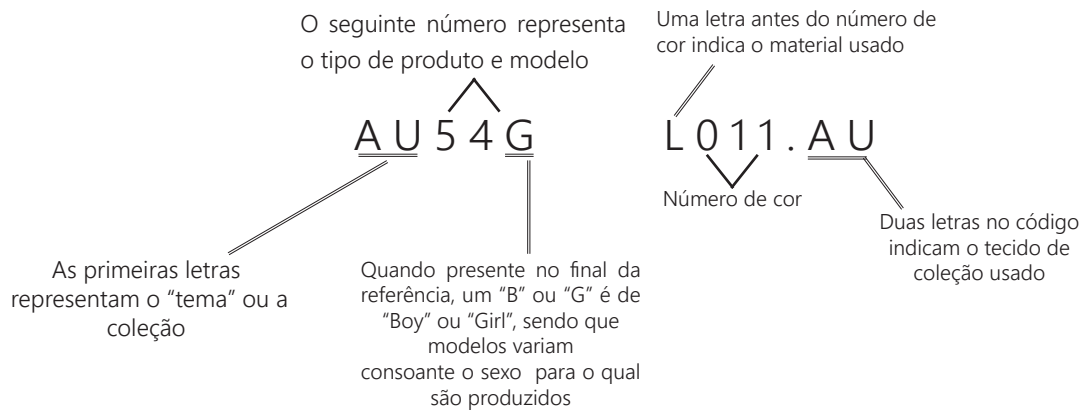 O seguinte número representa
o tipo de produto e modelo
Uma letra antes do número de
cor indica o material usado
AU54G
L011.AU
Número de cor
Duas letras no código
indicam o tecido de
coleção usado
As primeiras letras
representam o “tema” ou a
coleção
Quando presente no final da
referência, um “B” ou “G” é de
“Boy” ou “Girl”, sendo que
modelos variam
consoante o sexo para o qual
são produzidos